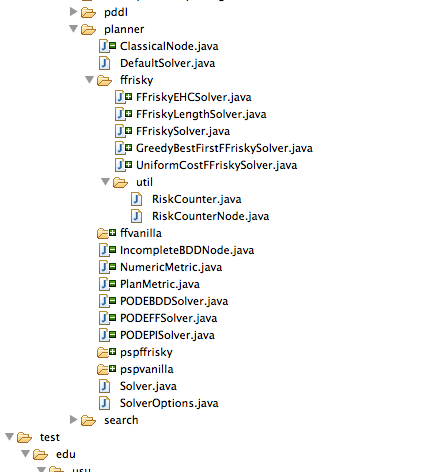 pddl
planner
ClassicalNode.java
DefaultSolver.java
ffrisky
FFriskyEHCSolver.java
FFriskyLengthSolver.java
FFriskySolver.java
GreedyBestFirstFFriskySolver.java
UniformCostFFriskySolver.java
util
RiskCounter.java
RiskCounterNode.java
ffvanilla
IncompleteBDDNode.java
NumericMetric.java
PlanMetric.java
PODEBDDSolver.java
PODEFFSolver.java
PODEPISolver.java
pspffrisky
pspvanilla
Solver.java
SolverOptions.java
search
test
edu
usu